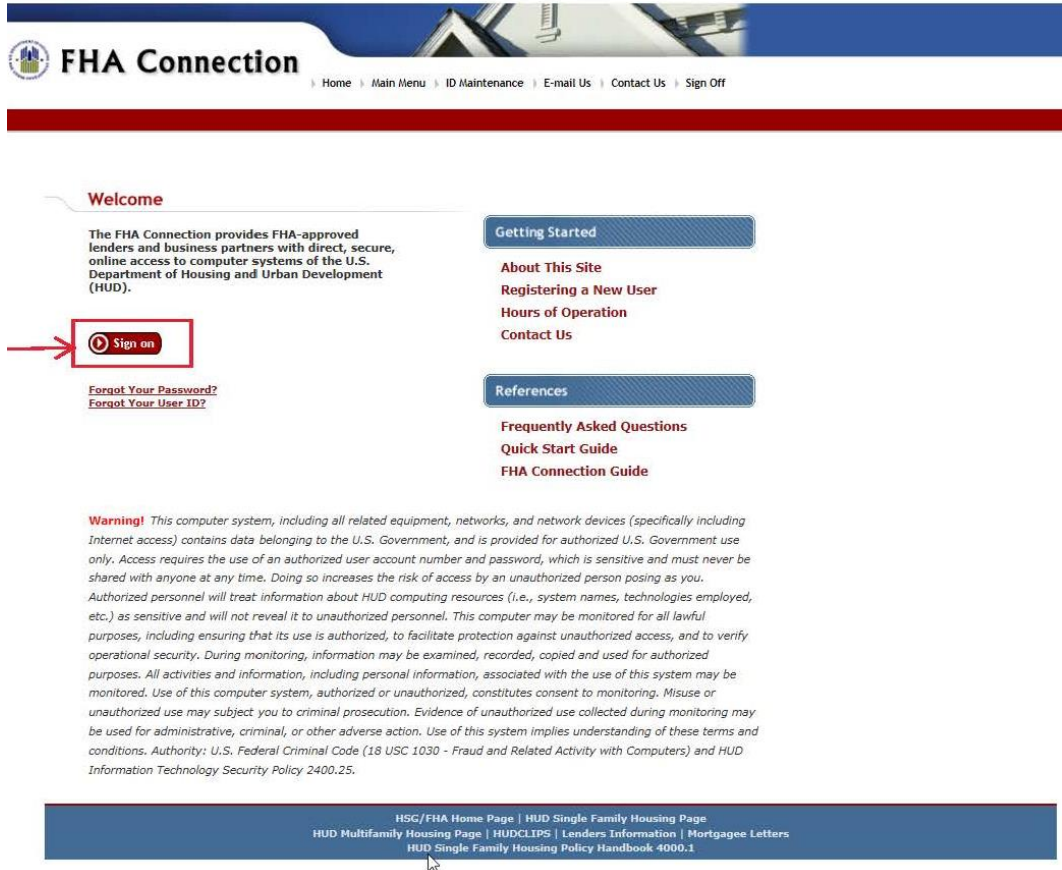 FHA Connection
Home Main Menu ID Maintenance E-mail Us Contact Us Sign Off
Welcome
The FHA Connection provides FHA-approved
lenders and business partners with direct, secure,
online access to computer systems of the U.S.
Department of Housing and Urban Development
(HUD).
Sign on
Forgot Your Password?
Forgot Your User ID?
Getting Started
About This Site
Registering a New User
Hours of Operation
Contact Us
References
Frequently Asked Questions
Quick Start Guide
FHA Connection Guide
Warning! This computer system, including all related equipment, networks, and network devices (specifically including
Internet access) contains data belonging to the U.S. Government, and is provided for authorized U.S. Government use
only. Access requires the use of an authorized user account number and password, which is sensitive and must never be
shared with anyone at any time. Doing so increases the risk of access by an unauthorized person posing as you.
Authorized personnel will treat information about HUD computing resources (i.e., system names, technologies employed,
etc.) as sensitive and will not reveal it to unauthorized personnel. This computer may be monitored for all lawful
purposes, including ensuring that its use is authorized, to facilitate protection against unauthorized access, and to verify
operational security. During monitoring, information may be examined, recorded, copied and used for authorized
purposes. All activities and information, including personal information, associated with the use of this system may be
monitored. Use of this computer system, authorized or unauthorized, constitutes consent to monitoring. Misuse or
unauthorized use may subject you to criminal prosecution. Evidence of unauthorized use collected during monitoring may
be used for administrative, criminal, or other adverse action. Use of this system implies understanding of these terms and
conditions. Authority: U.S. Federal Criminal Code (18 USC 1030 - Fraud and Related Activity with Computers) and HUD
Information Technology Security Policy 2400.25.
HSG/FHA Home Page | HUD Single Family Housing Page
HUD Multifamily Housing Page | HUDCLIPS | Lenders Information | Mortgagee Letters
HUD Single Family Housing Policy Handbook 4000.1